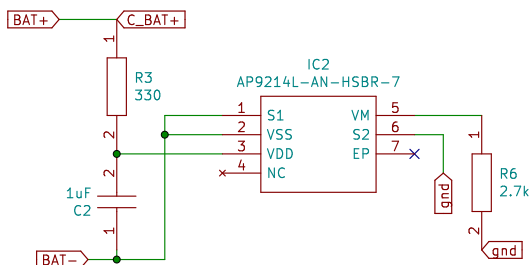 BAT+
C_BAT+
1
R3
330
2
IC2
AP9214L-AN-HSBR-7
1 S1
2 VSS
3 VDD
4 NC
VM 5
S2 6
EP 7
2
1uF
C2
1
BAT-
gnd
1
R6
2.7k
2
gnd